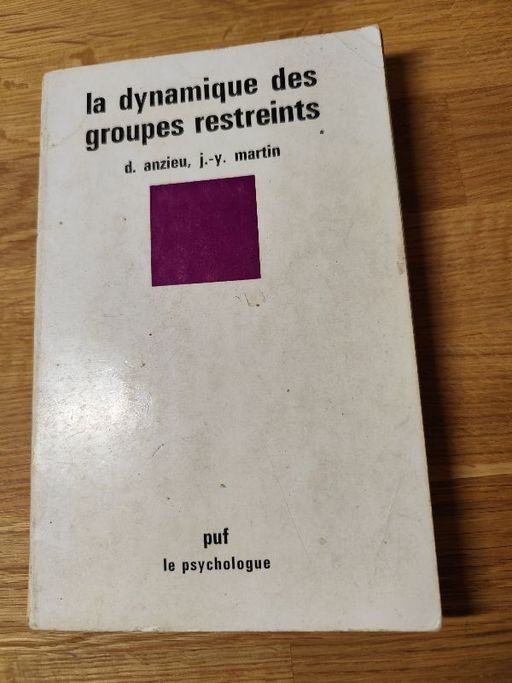 la dynamique des
groupes restreints
d. anzieu, j.-y. martin
puf
le psychologue